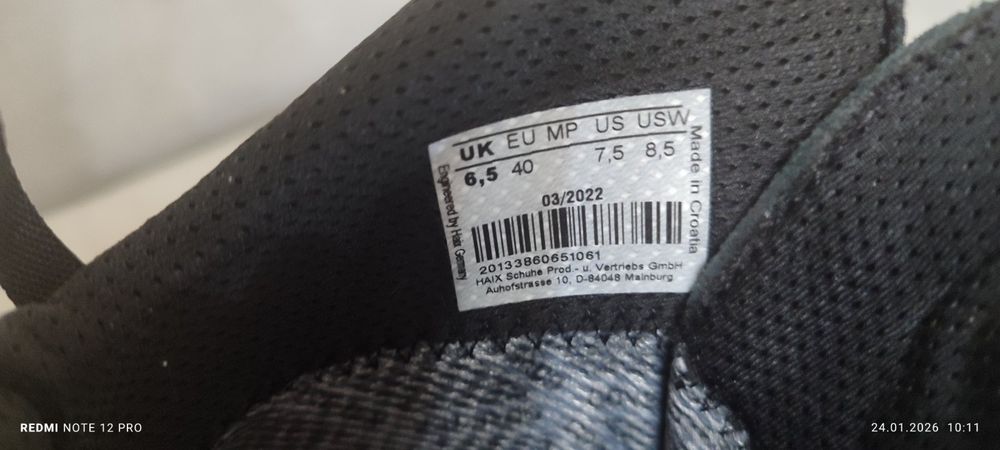 UK EU MP US USW
6,5 40 7,5 8,5
03/2022
20133860651061
HAIX Schuhe Prod.- u. Vertriebs GmbH
Auhofstrasse 10, D-84048 Mainburg
Engineered by Haix Germany
Made in Croatia
REDMI NOTE 12 PRO
24.01.2026 10:11